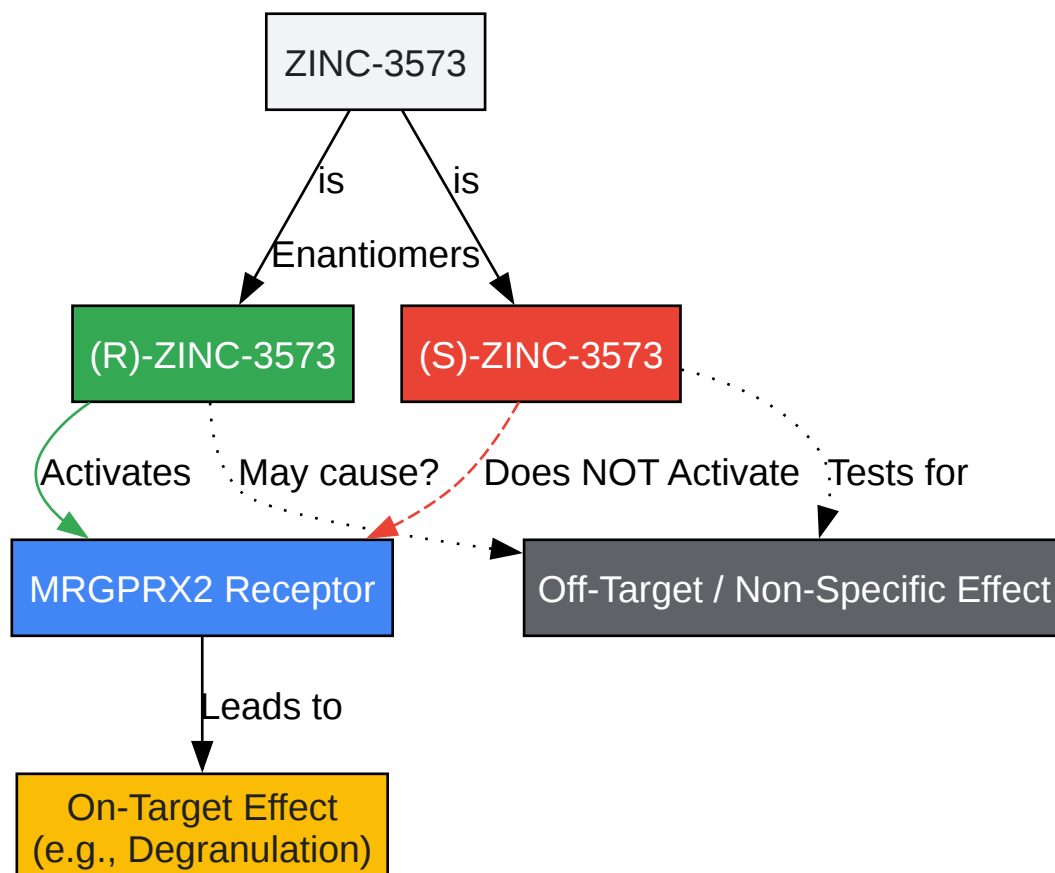 ZINC-3573
is
is
Enantiomers
(R)-ZINC-3573
(S)-ZINC-3573
Activates
May cause?
Does NOT Activate
Tests for
MRGPRX2 Receptor
Off-Target / Non-Specific Effect
Leads to
On-Target Effect
(e.g., Degranulation)